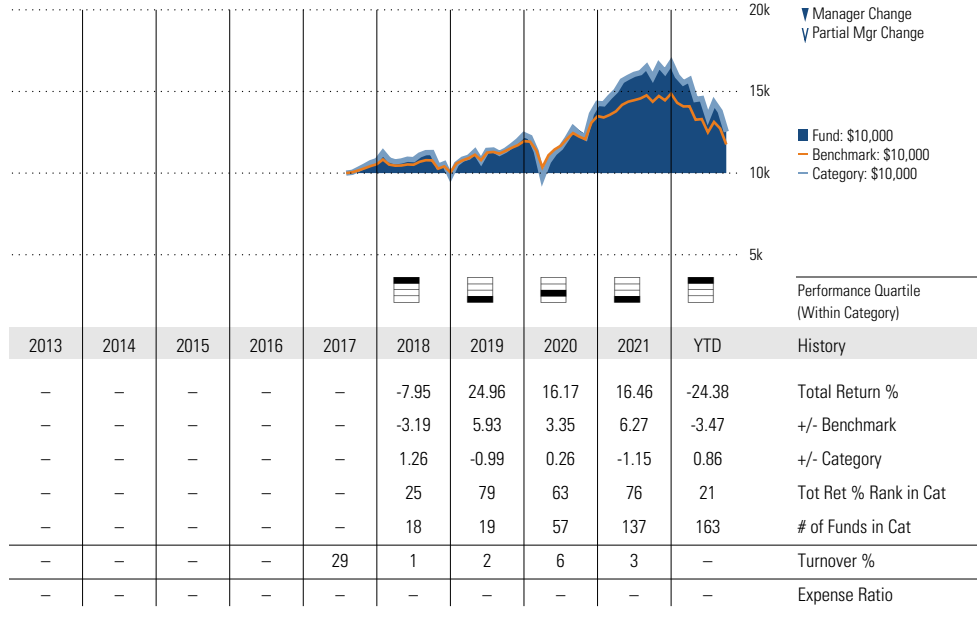 20k
15k
10k
5k
Manager Change
Partial Mgr Change
Fund: $10,000
Benchmark: $10,000
Category: $10,000
Performance Quartile
(Within Category)
2013 2014 2015 2016 2017 2018 2019 2020 2021 YTD History
– – – – – -7.95 24.96 16.17 16.46 -24.38 Total Return %
– – – – – -3.19 5.93 3.35 6.27 -3.47 +/- Benchmark
– – – – – 1.26 -0.99 0.26 -1.15 0.86 +/- Category
– – – – – 25 79 63 76 21 Tot Ret % Rank in Cat
– – – – – 18 19 57 137 163 # of Funds in Cat
– – – – 29 1 2 6 3 – Turnover %
– – – – – – – – – – Expense Ratio